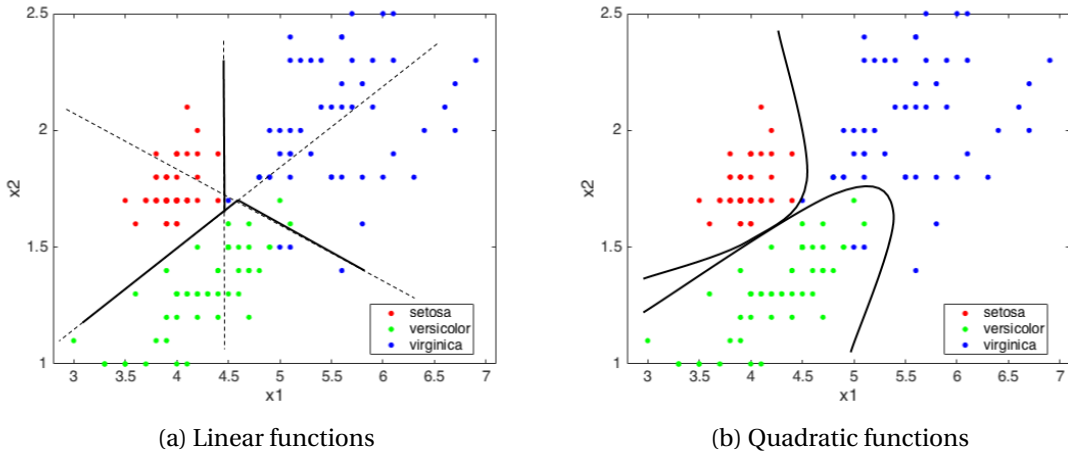 2.5
2
1.5
1
x2
3
3.5
4
4.5
5
5.5
6
6.5
7
x1
setosa
versicolor
virginica
(a) Linear functions
2.5
2
1.5
1
x2
3
3.5
4
4.5
5
5.5
6
6.5
7
x1
setosa
versicolor
virginica
(b) Quadratic functions